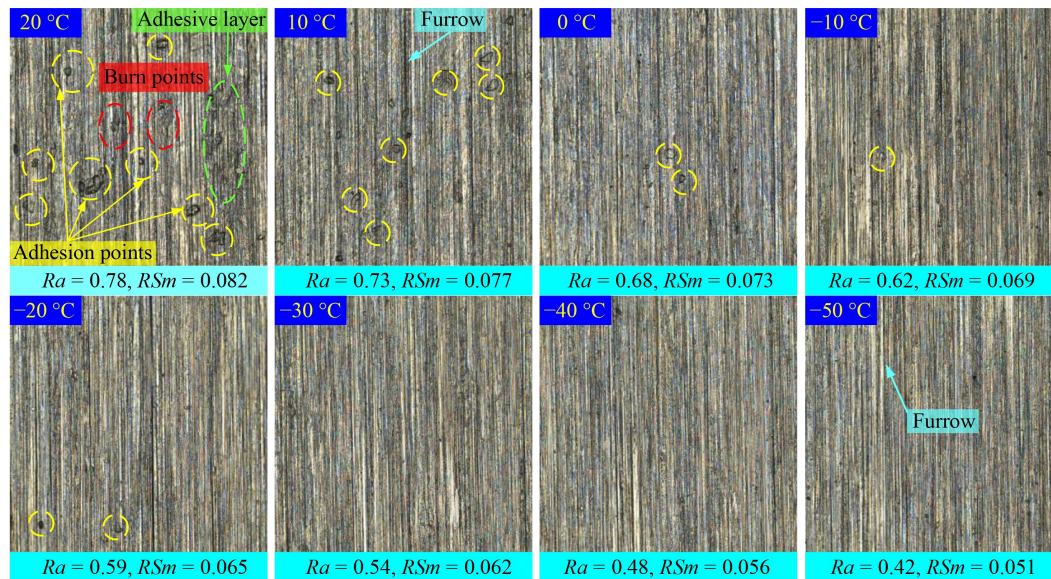 20 °C
Adhesive layer
Burn points
Adhesion points
Ra = 0.78, RSm = 0.082
10 °C
Furrow
Ra = 0.73, RSm = 0.077
0 °C
Ra = 0.68, RSm = 0.073
−10 °C
Ra = 0.62, RSm = 0.069
−20 °C
Ra = 0.59, RSm = 0.065
−30 °C
Ra = 0.54, RSm = 0.062
−40 °C
Ra = 0.48, RSm = 0.056
−50 °C
Furrow
Ra = 0.42, RSm = 0.051